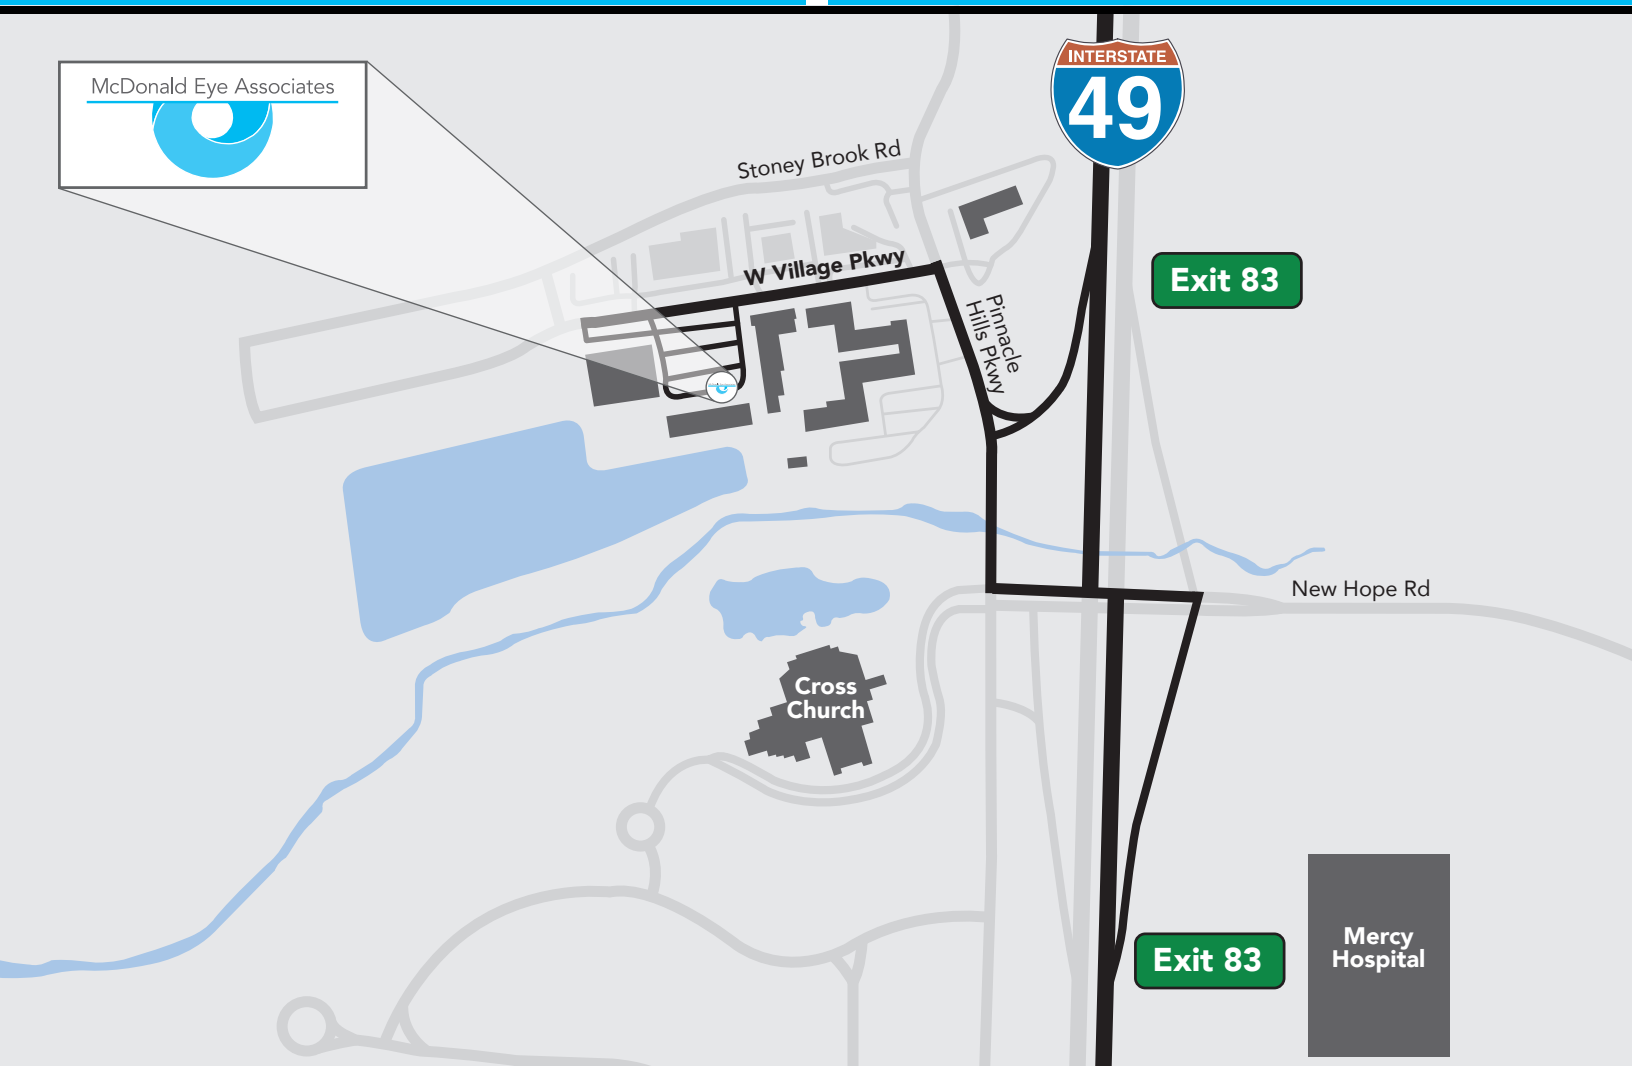 INTERSTATE
49
McDonald Eye Associates
Stoney Brook Rd
W Village Pkwy
Exit 83
Pinnacle
Hills Pkwy
New Hope Rd
Cross
Church
Exit 83
Mercy
Hospital